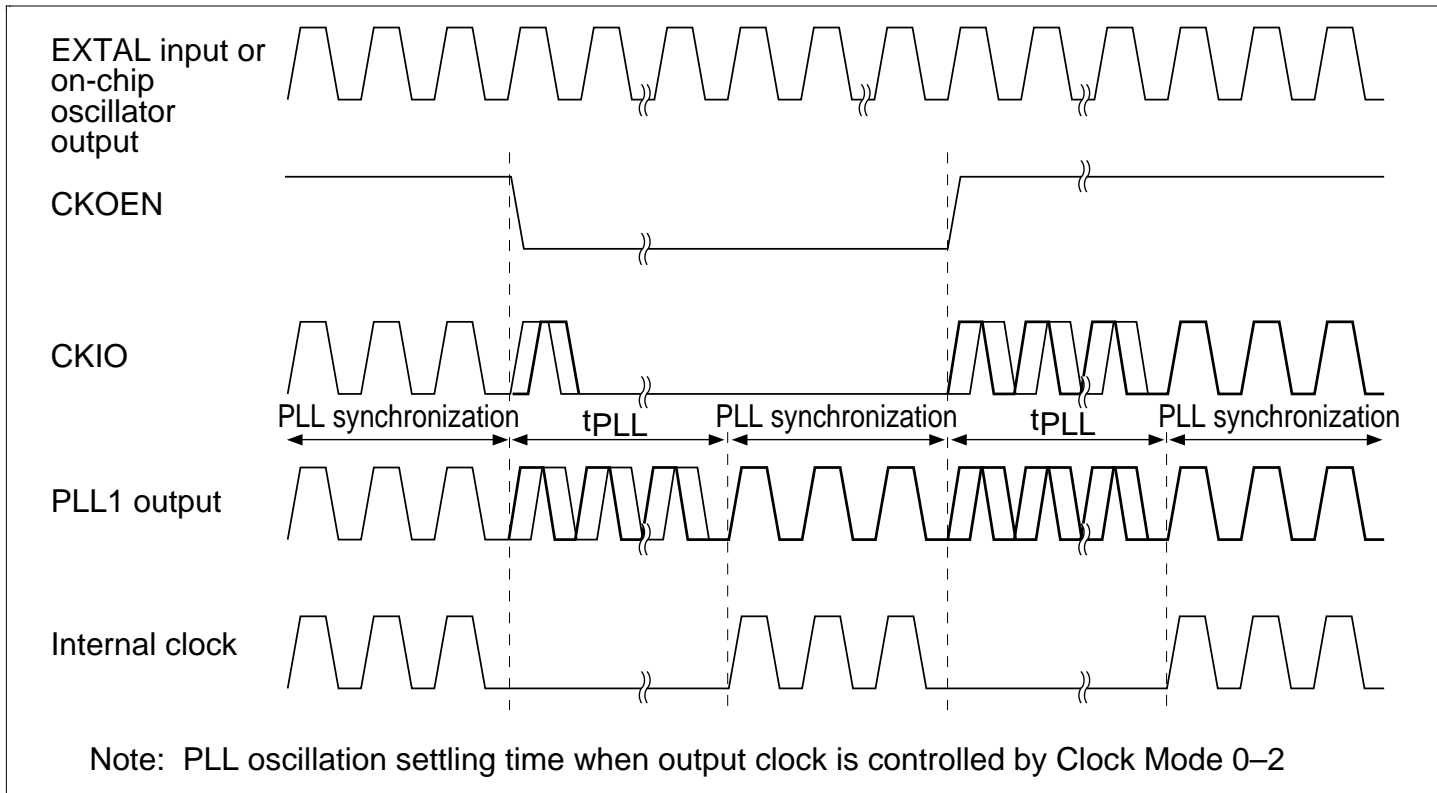 EXTAL input or
on-chip
oscillator
output
CKOEN
CKIO
PLL synchronization
tPLL
PLL synchronization
tPLL
PLL synchronization
PLL1 output
Internal clock
Note: PLL oscillation settling time when output clock is controlled by Clock Mode 0–2